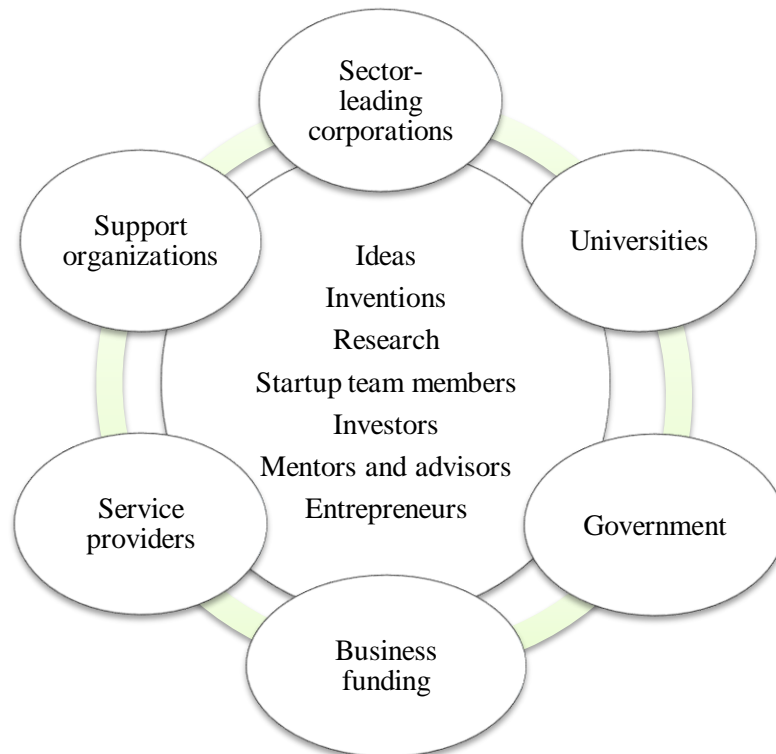 Sector-
leading
corporations
Support
organizations
Universities
Ideas
Inventions
Research
Startup team members
Investors
Mentors and advisors
Entrepreneurs
Service
providers
Government
Business
funding